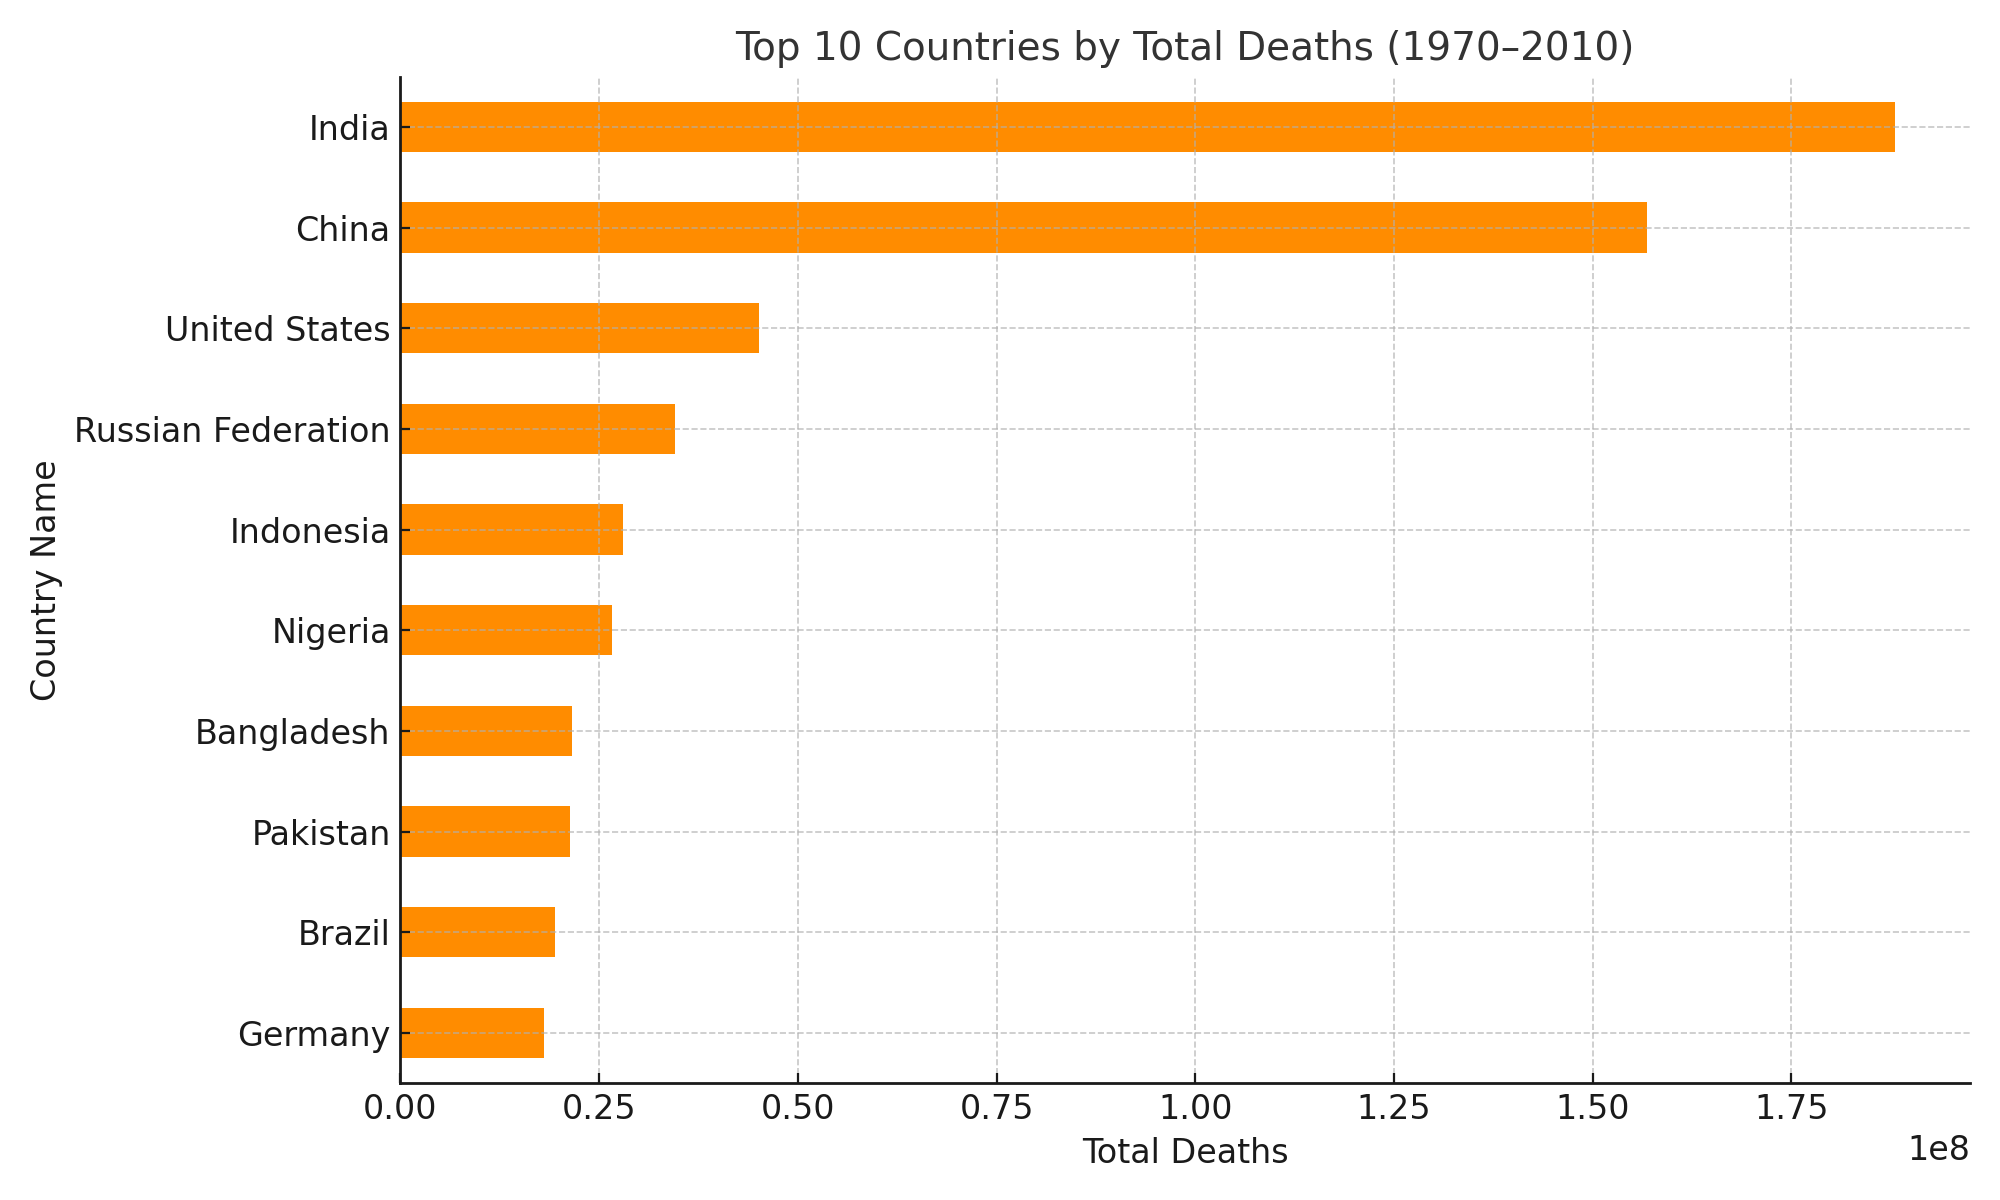 Top 10 Countries by Total Deaths (1970–2010)
India
China
United States
Russian Federation
Indonesia
Nigeria
Bangladesh
Pakistan
Brazil
Germany
Country Name
0.00 0.25 0.50 0.75 1.00 1.25 1.50 1.75
Total Deaths
1e8